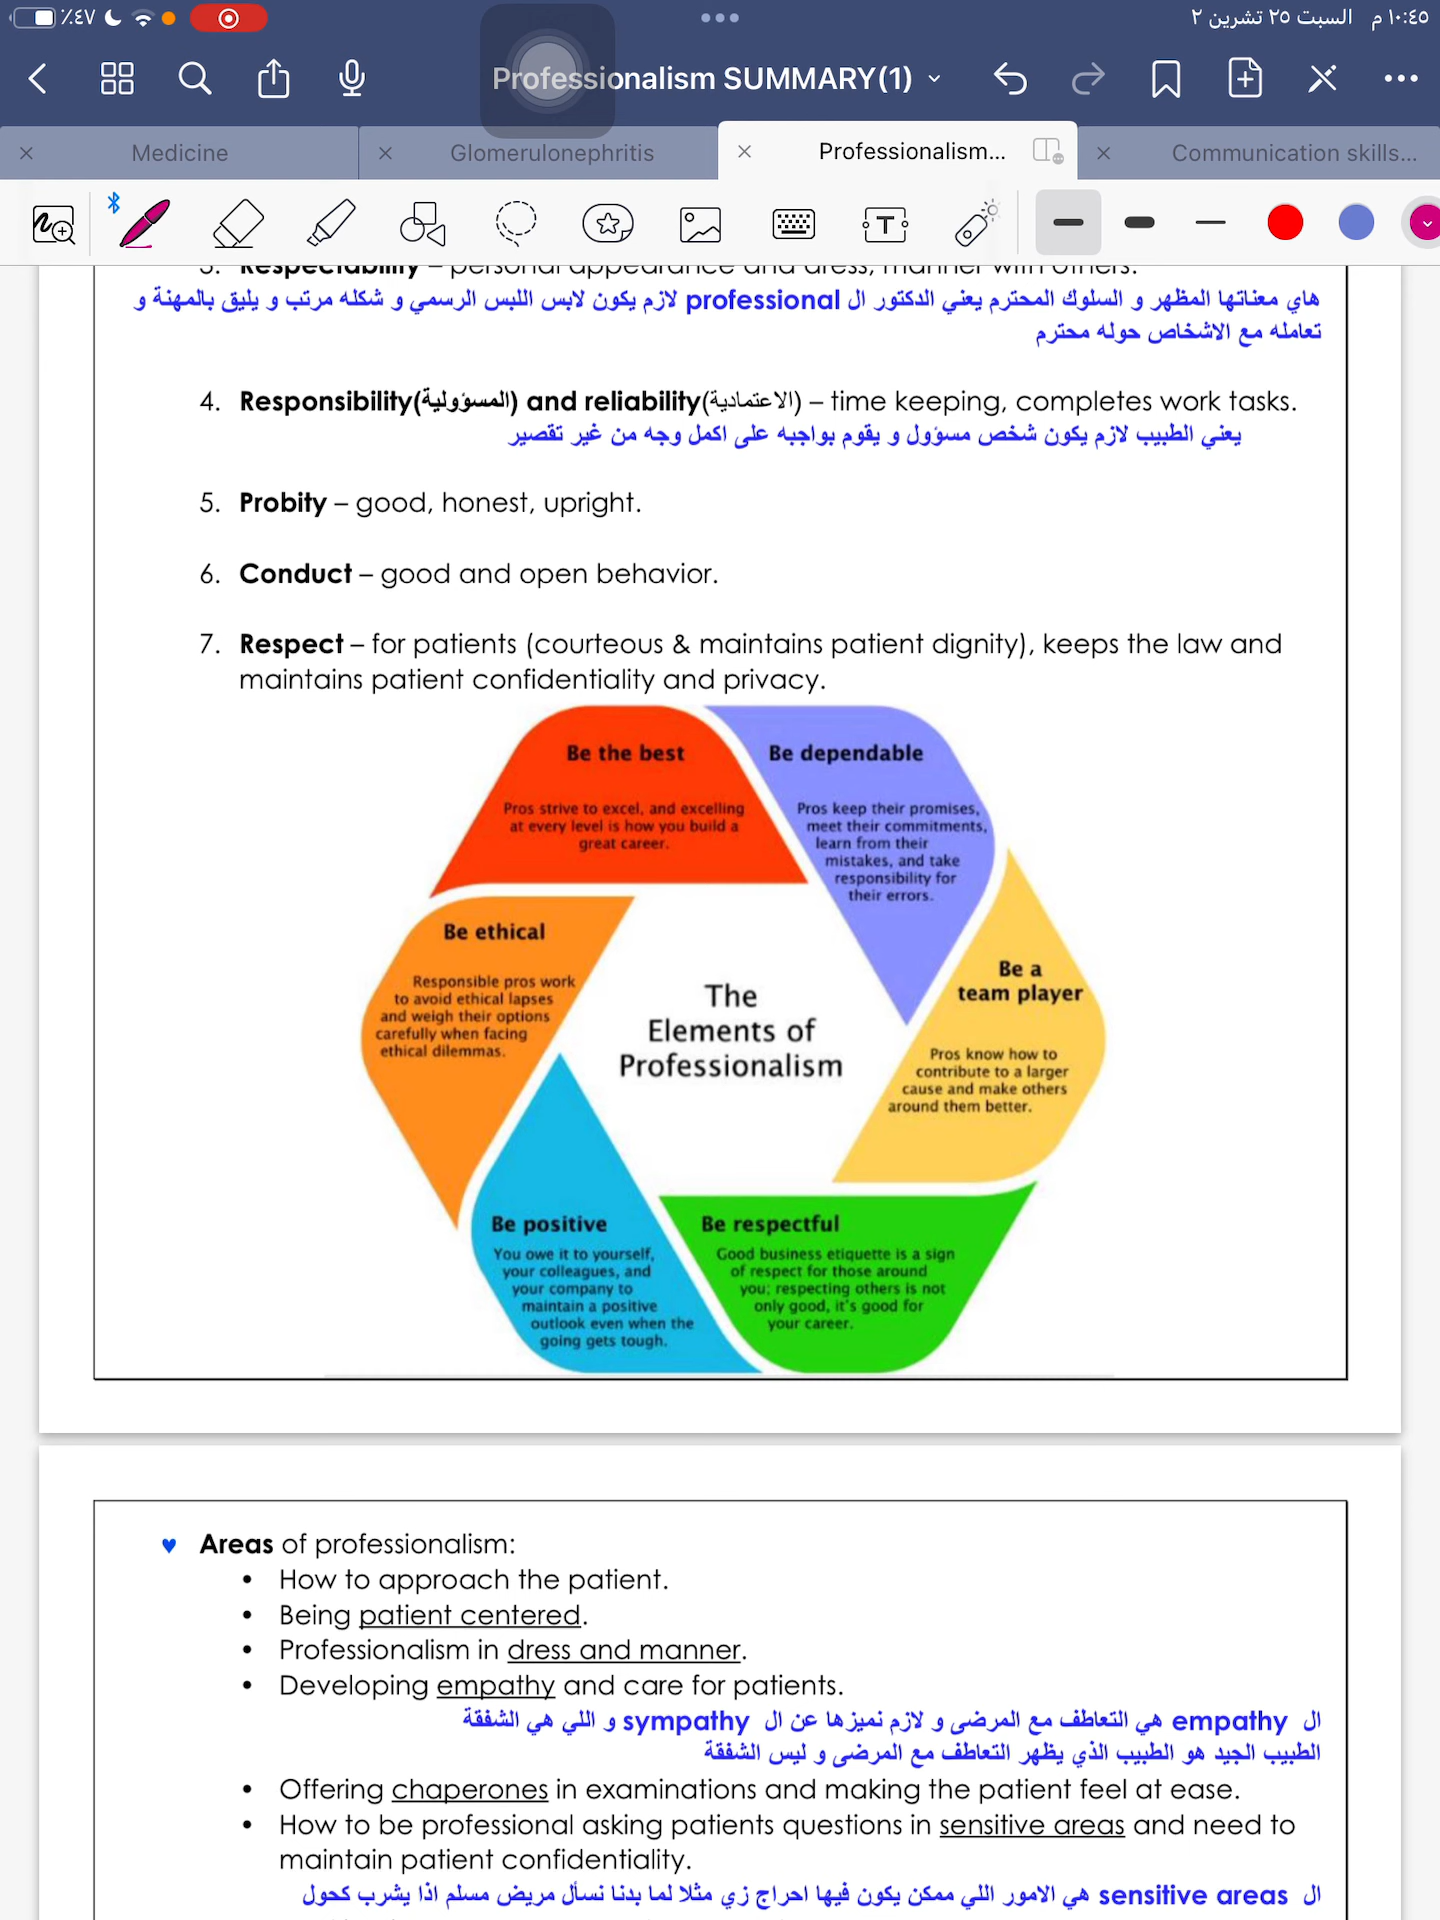 ٪٤٧
السبت ٢٥ تشرين ٢ ١٠:٤٥ م
Professionalism SUMMARY(1)
Medicine
Glomerulonephritis
Professionalism...
Communication skills...
3. Respectability – personal appearance and dress, manner with others.
هاي معناتها المظهر و السلوك المحترم يعني الدكتور ال professional لازم يكون لابس اللبس الرسمي و شكله مرتب و يليق بالمهنة و
تعامله مع الاشخاص حوله محترم
4. Responsibility(المسؤولية) and reliability(الاعتمادية) – time keeping, completes work tasks.
يعني الطبيب لازم يكون شخص مسؤول و يقوم بواجبه على اكمل وجه من غير تقصير
5. Probity – good, honest, upright.
6. Conduct – good and open behavior.
7. Respect – for patients (courteous & maintains patient dignity), keeps the law and
maintains patient confidentiality and privacy.
Be the best
Pros strive to excel, and excelling
at every level is how you build a
great career.
Be dependable
Pros keep their promises,
meet their commitments,
learn from their
mistakes, and take
responsibility for
their errors.
Be ethical
Responsible pros work
to avoid ethical lapses
and weigh their options
carefully when facing
ethical dilemmas.
The
Elements of
Professionalism
Be a
team player
Pros know how to
contribute to a larger
cause and make others
around them better.
Be positive
You owe it to yourself,
your colleagues, and
your company to
maintain a positive
outlook even when the
going gets tough.
Be respectful
Good business etiquette is a sign
of respect for those around
you; respecting others is not
only good, it's good for
your career.
♥ Areas of professionalism:
• How to approach the patient.
• Being patient centered.
• Professionalism in dress and manner.
• Developing empathy and care for patients.
ال empathy هي التعاطف مع المرضى و لازم نميزها عن ال sympathy و اللي هي الشفقة
الطبيب الجيد هو الطبيب الذي يظهر التعاطف مع المرضى و ليس الشفقة
• Offering chaperones in examinations and making the patient feel at ease.
• How to be professional asking patients questions in sensitive areas and need to
maintain patient confidentiality.
ال sensitive areas هي الامور اللي ممكن يكون فيها احراج زي مثلا لما بدنا نسأل مريض مسلم اذا يشرب كحول